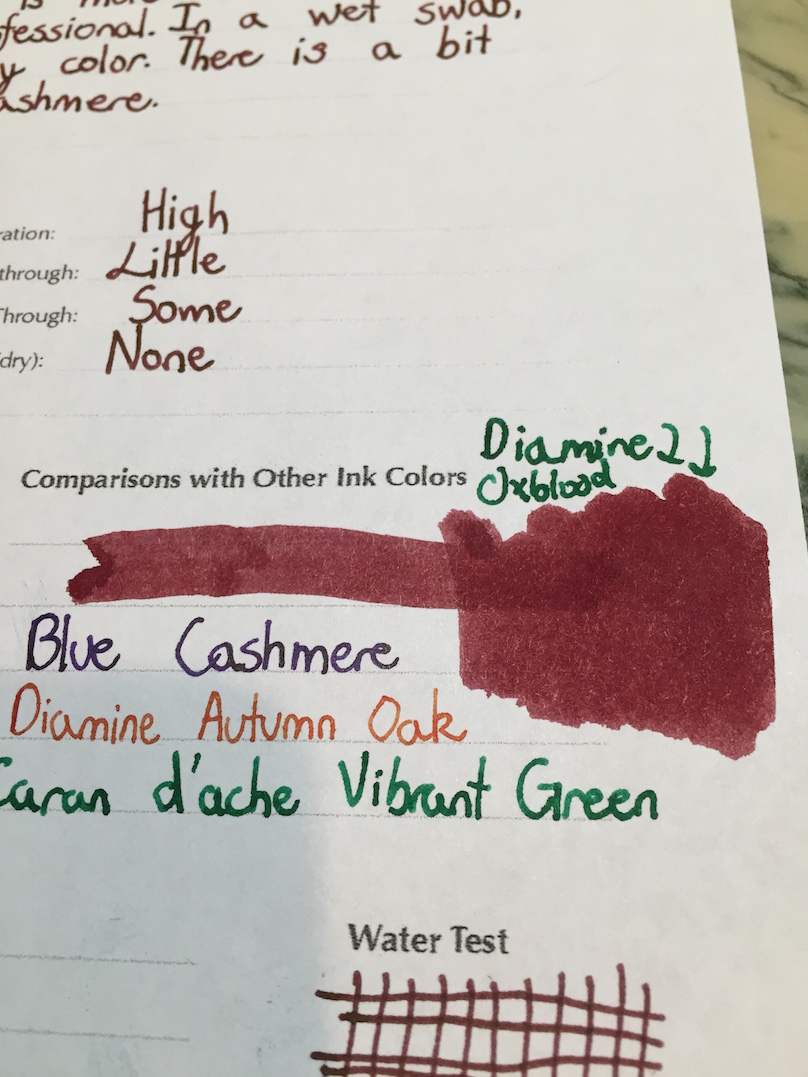 is more
fessional. In a wet swab,
y color. There is a bit
ashmere.
ration: High
through: Little
Through: Some
dry): None
Diamine
Comparisons with Other Ink Colors Oxblood
Blue Cashmere
Diamine Autumn Oak
Caran d'ache Vibrant Green
Water Test